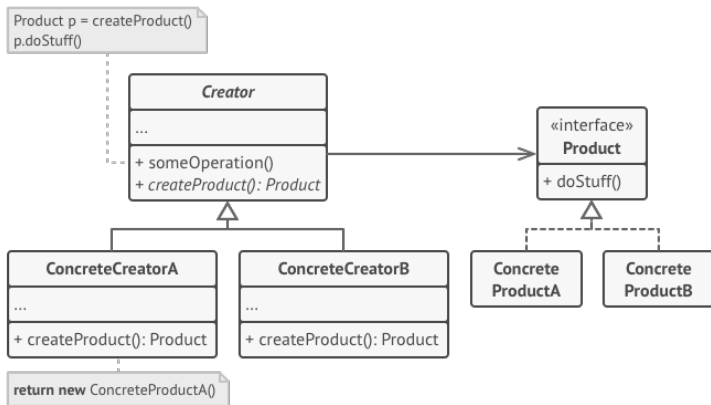 Product p = createProduct()
p.doStuff()
Creator
...
+ someOperation()
+ createProduct(): Product
«interface»
Product
+ doStuff()
ConcreteCreatorA
...
+ createProduct(): Product
ConcreteCreatorB
...
+ createProduct(): Product
Concrete
ProductA
Concrete
ProductB
return new ConcreteProductA()